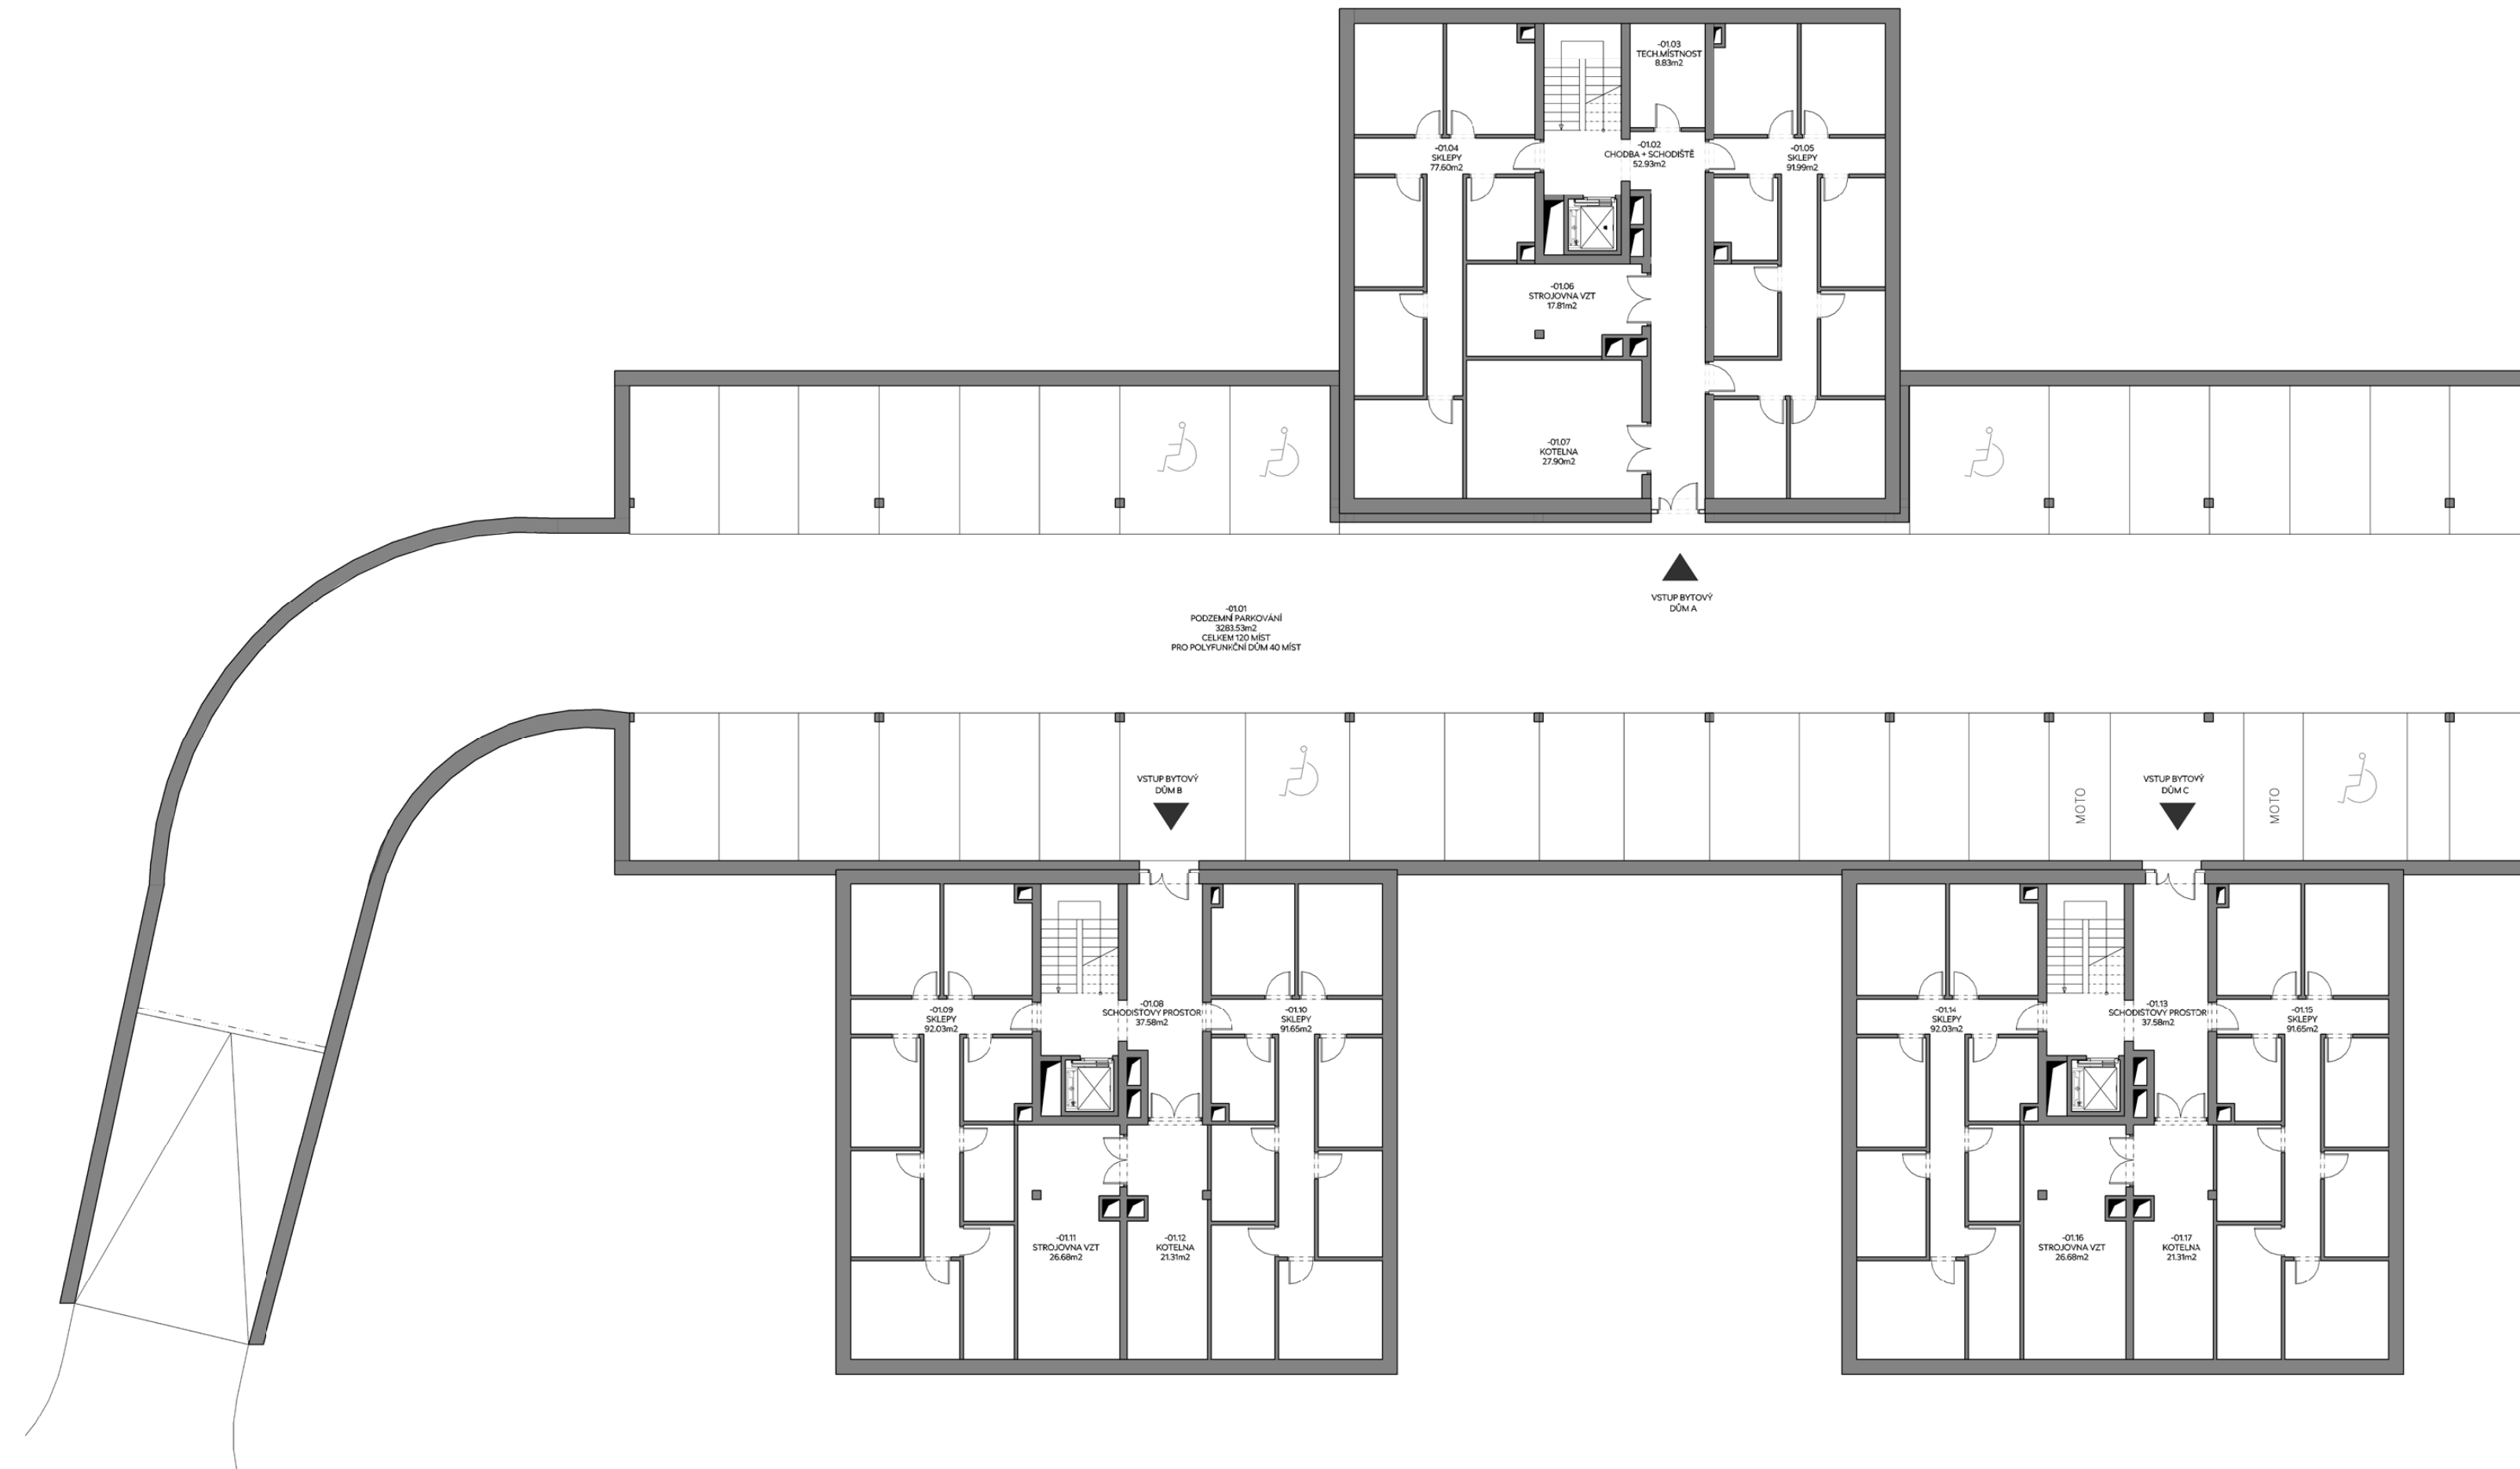 -01.03
TECH.MÍSTNOST
8.83m2
-01.04
SKLEPY
77.60m2
-01.02
CHODBA + SCHODIŠTĚ
52.93m2
-01.05
SKLEPY
91.99m2
-01.06
STROJOVNA VZT
17.81m2
-01.07
KOTELNA
27.90m2
VSTUP BYTOVÝ
DŮM A
-01.01
PODZEMNÍ PARKOVÁNÍ
3283.53m2
CELKEM 120 MÍST
PRO POLYFUNKČNÍ DŮM 40 MÍST
VSTUP BYTOVÝ
DŮM B
MOTO
VSTUP BYTOVÝ
DŮM C
MOTO
-01.09
SKLEPY
92.03m2
-01.08
SCHODISTOVY PROSTOR
37.58m2
-01.10
SKLEPY
91.65m2
-01.11
STROJOVNA VZT
26.68m2
-01.12
KOTELNA
21.31m2
-01.14
SKLEPY
92.03m2
-01.13
SCHODISTOVY PROSTOR
37.58m2
-01.15
SKLEPY
91.65m2
-01.16
STROJOVNA VZT
26.68m2
-01.17
KOTELNA
21.31m2